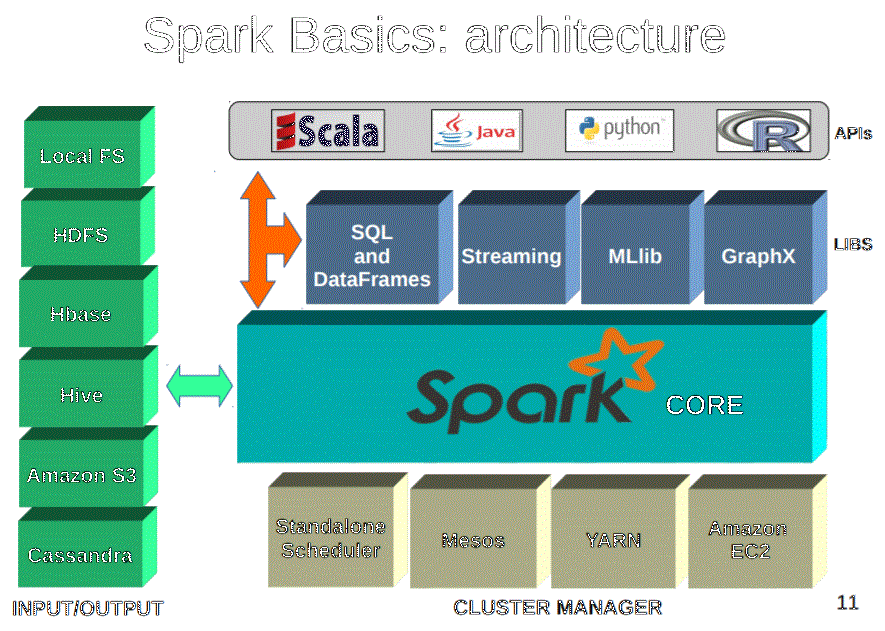 Spark Basics: architecture
Scala
Java
python
R
APIs
Local FS
HDFS
Hbase
Hive
Amazon S3
Cassandra
INPUT/OUTPUT
SQL
and
DataFrames
Streaming
MLlib
GraphX
LIBS
Spark
CORE
Standalone
Scheduler
Mesos
YARN
Amazon
EC2
CLUSTER MANAGER
11